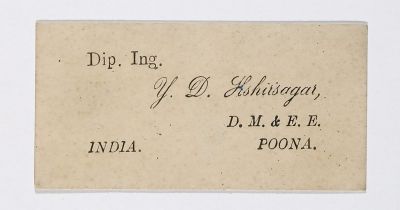 Dip. Ing.
Y. D. Kshirsagar,
D. M. & E. E.
INDIA. POONA.